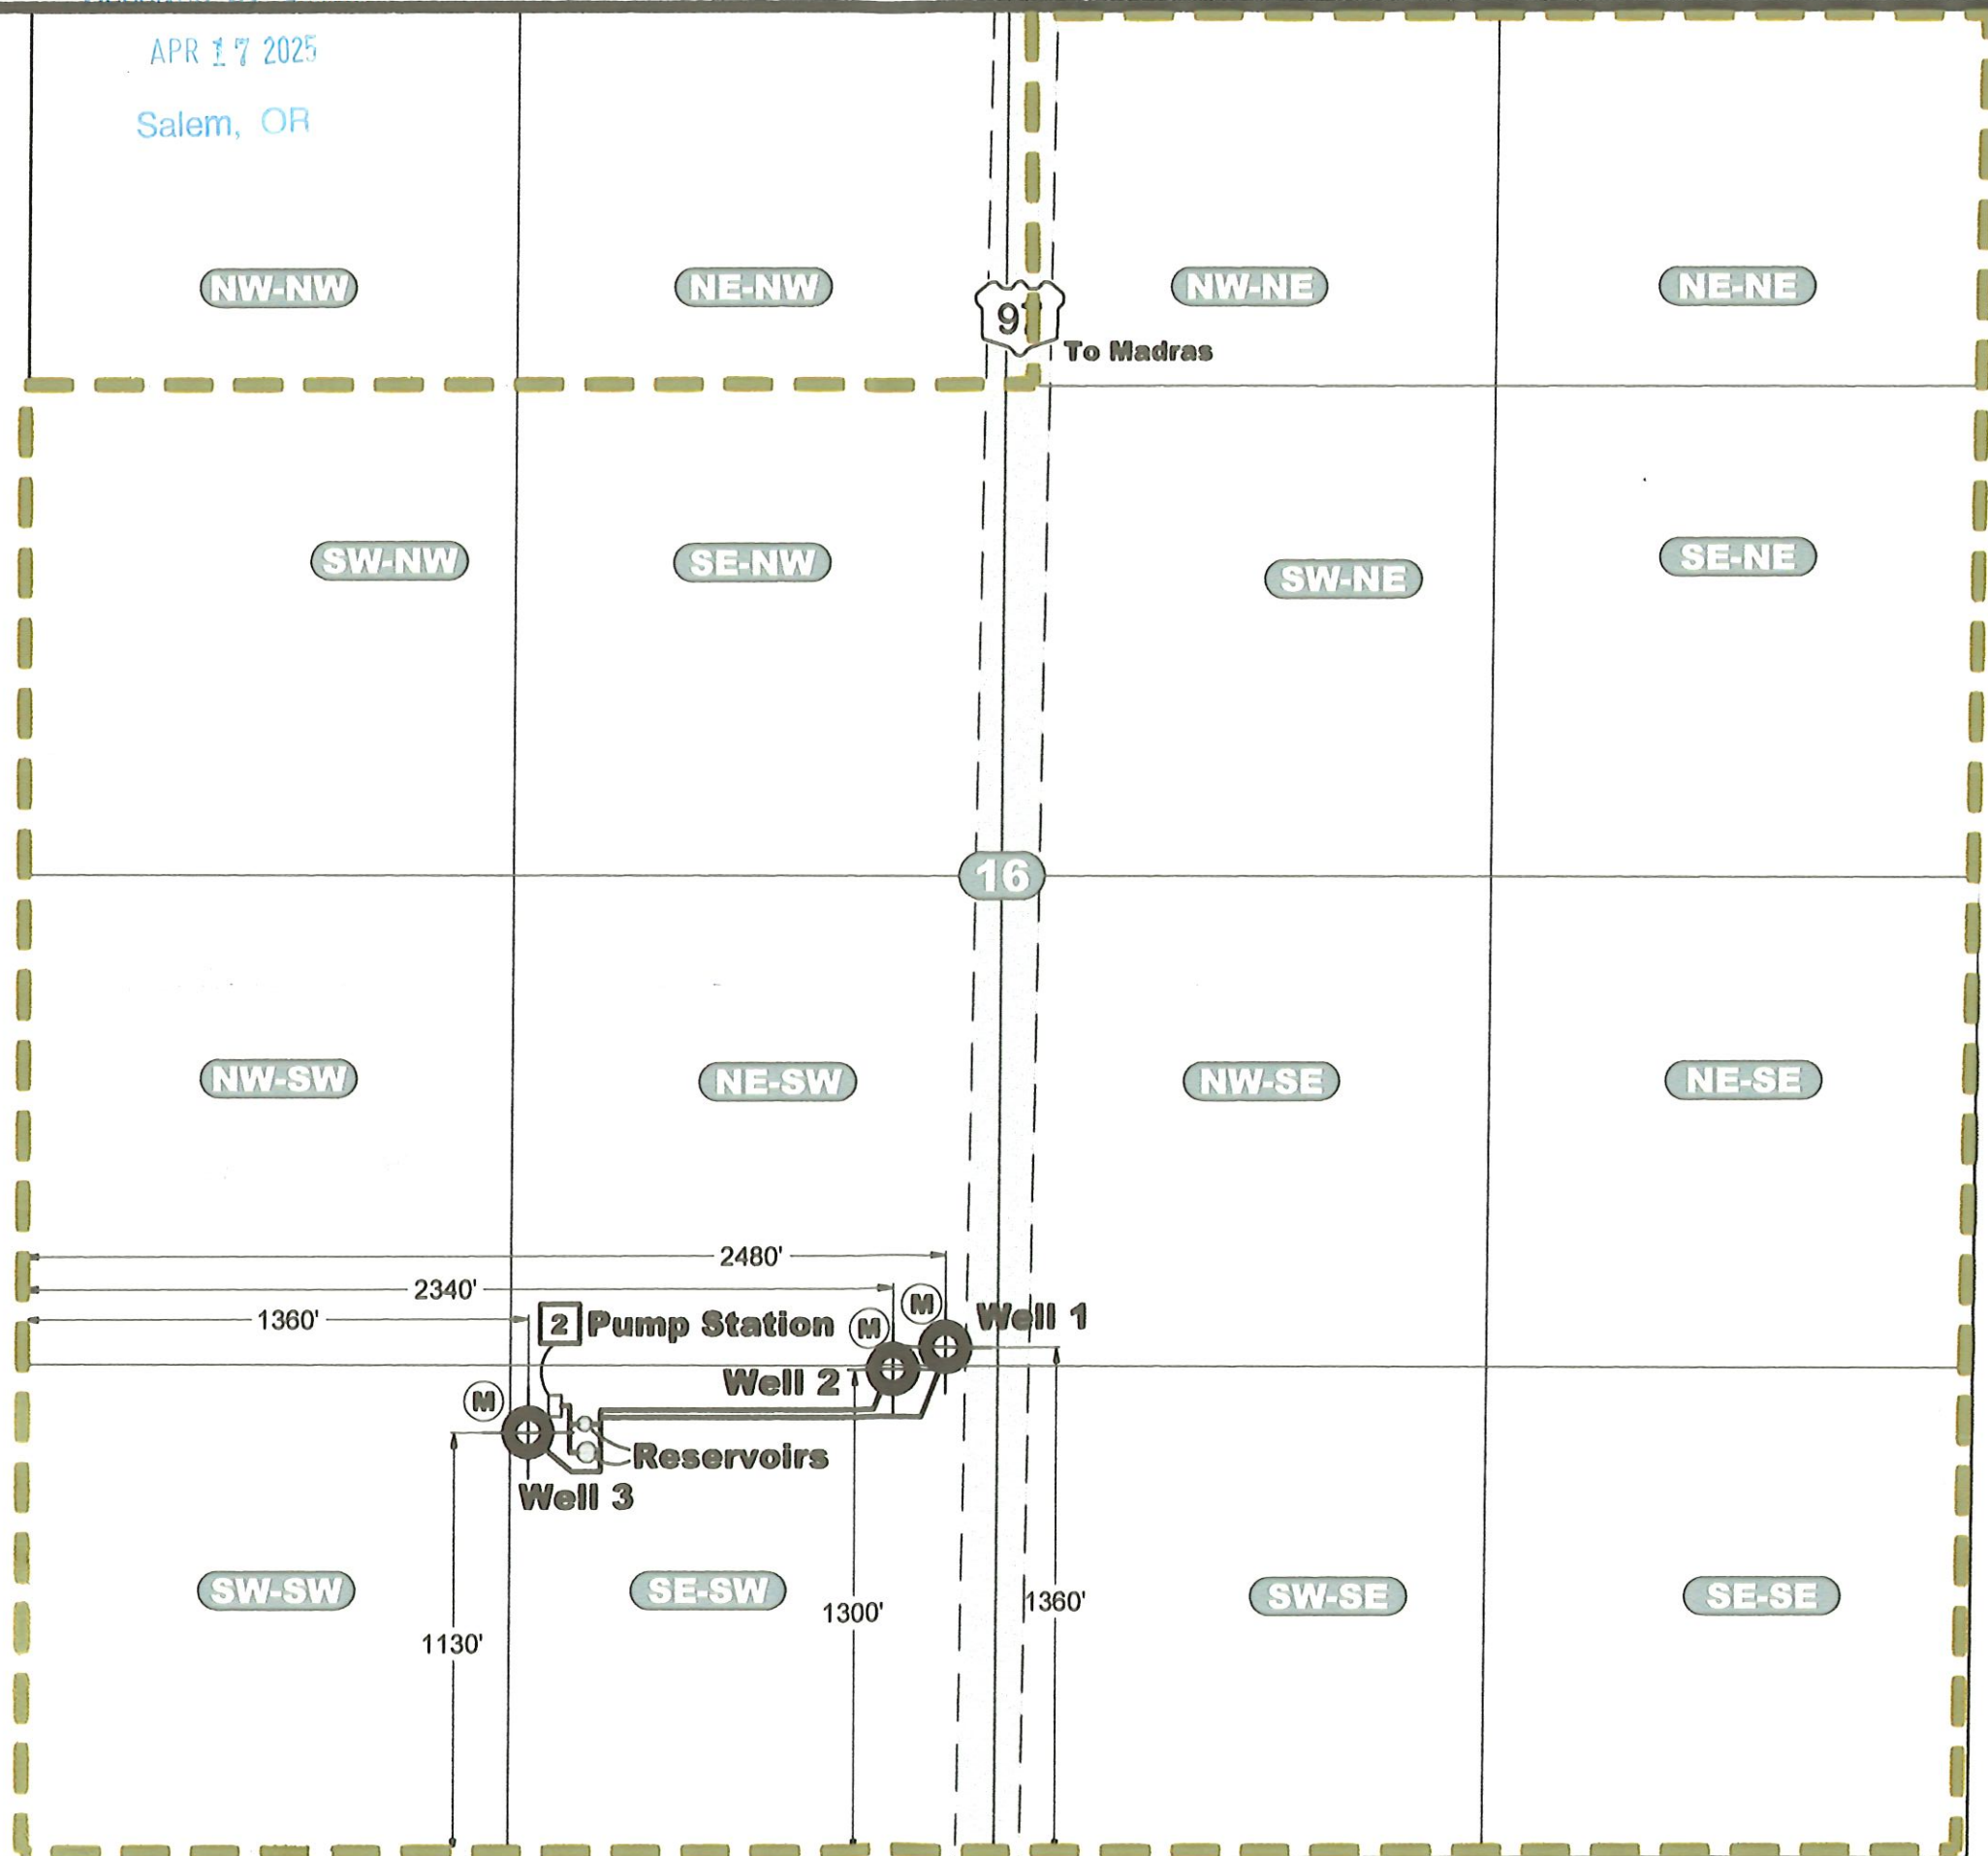 APR 17 2025
Salem, OR
NW-NW
NE-NW
NW-NE
NE-NE
To Madras
SW-NW
SE-NW
SW-NE
SE-NE
16
NW-SW
NE-SW
NW-SE
NE-SE
2480'
2340'
1360'
2 Pump Station
M
M
Well 1
Well 2
M
Reservoirs
Well 3
SW-SW
SE-SW
SW-SE
SE-SE
1300'
1360'
1130'